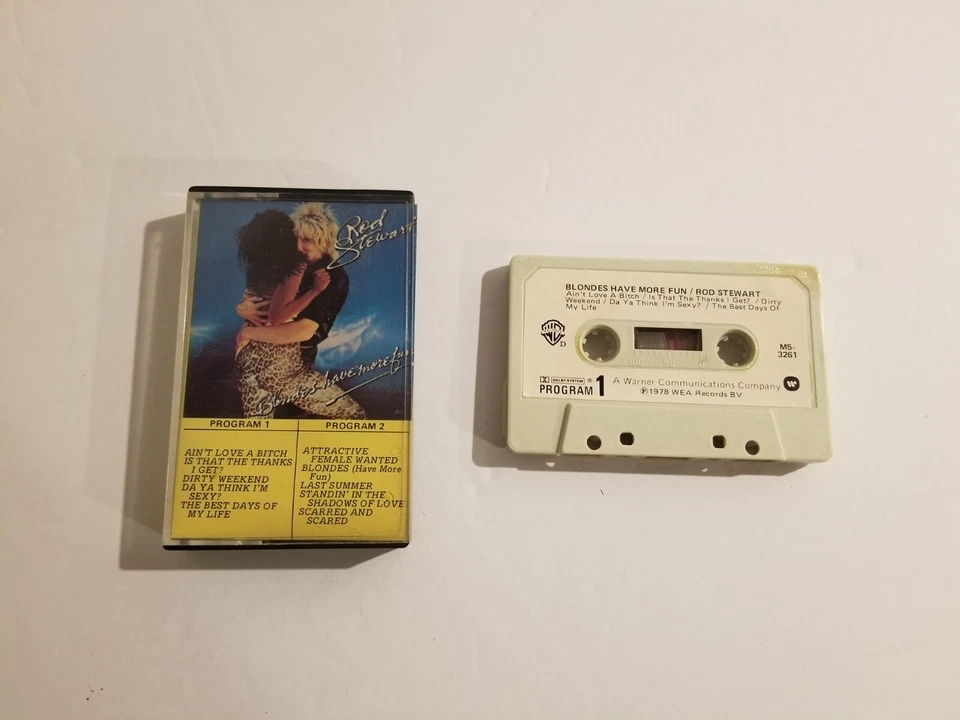 Rod
Stewart
Blondes have more fun
PROGRAM 1
AIN'T LOVE A BITCH
IS THAT THE THANKS
I GET?
DIRTY WEEKEND
DA YA THINK I'M
SEXY?
THE BEST DAYS OF
MY LIFE
PROGRAM 2
ATTRACTIVE
FEMALE WANTED
BLONDES (Have More
Fun)
LAST SUMMER
STANDIN' IN THE
SHADOWS OF LOVE
SCARRED AND
SCARED
BLONDES HAVE MORE FUN / ROD STEWART
Ain't Love A Bitch / Is That The Thanks I Get? / Dirty
Weekend / Da Ya Think I'm Sexy? / The Best Days Of
My Life
D
M5-
3261
DOLBY SYSTEM ®
PROGRAM 1
A Warner Communications Company
℗1978 WEA Records BV